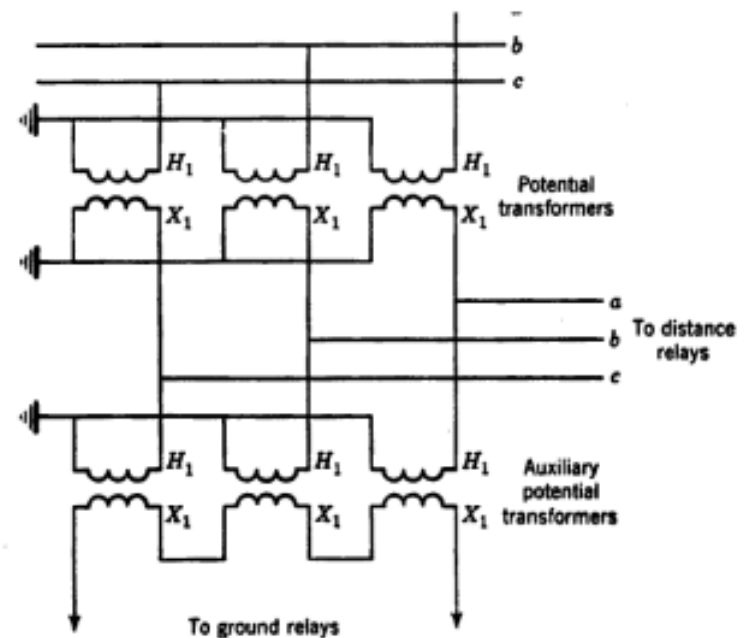 b
c
H₁ H₁ H₁
Potential
transformers
X₁ X₁ X₁
a
b
To distance
relays
c
H₁ H₁ H₁
Auxiliary
potential
transformers
X₁ X₁ X₁
To ground relays